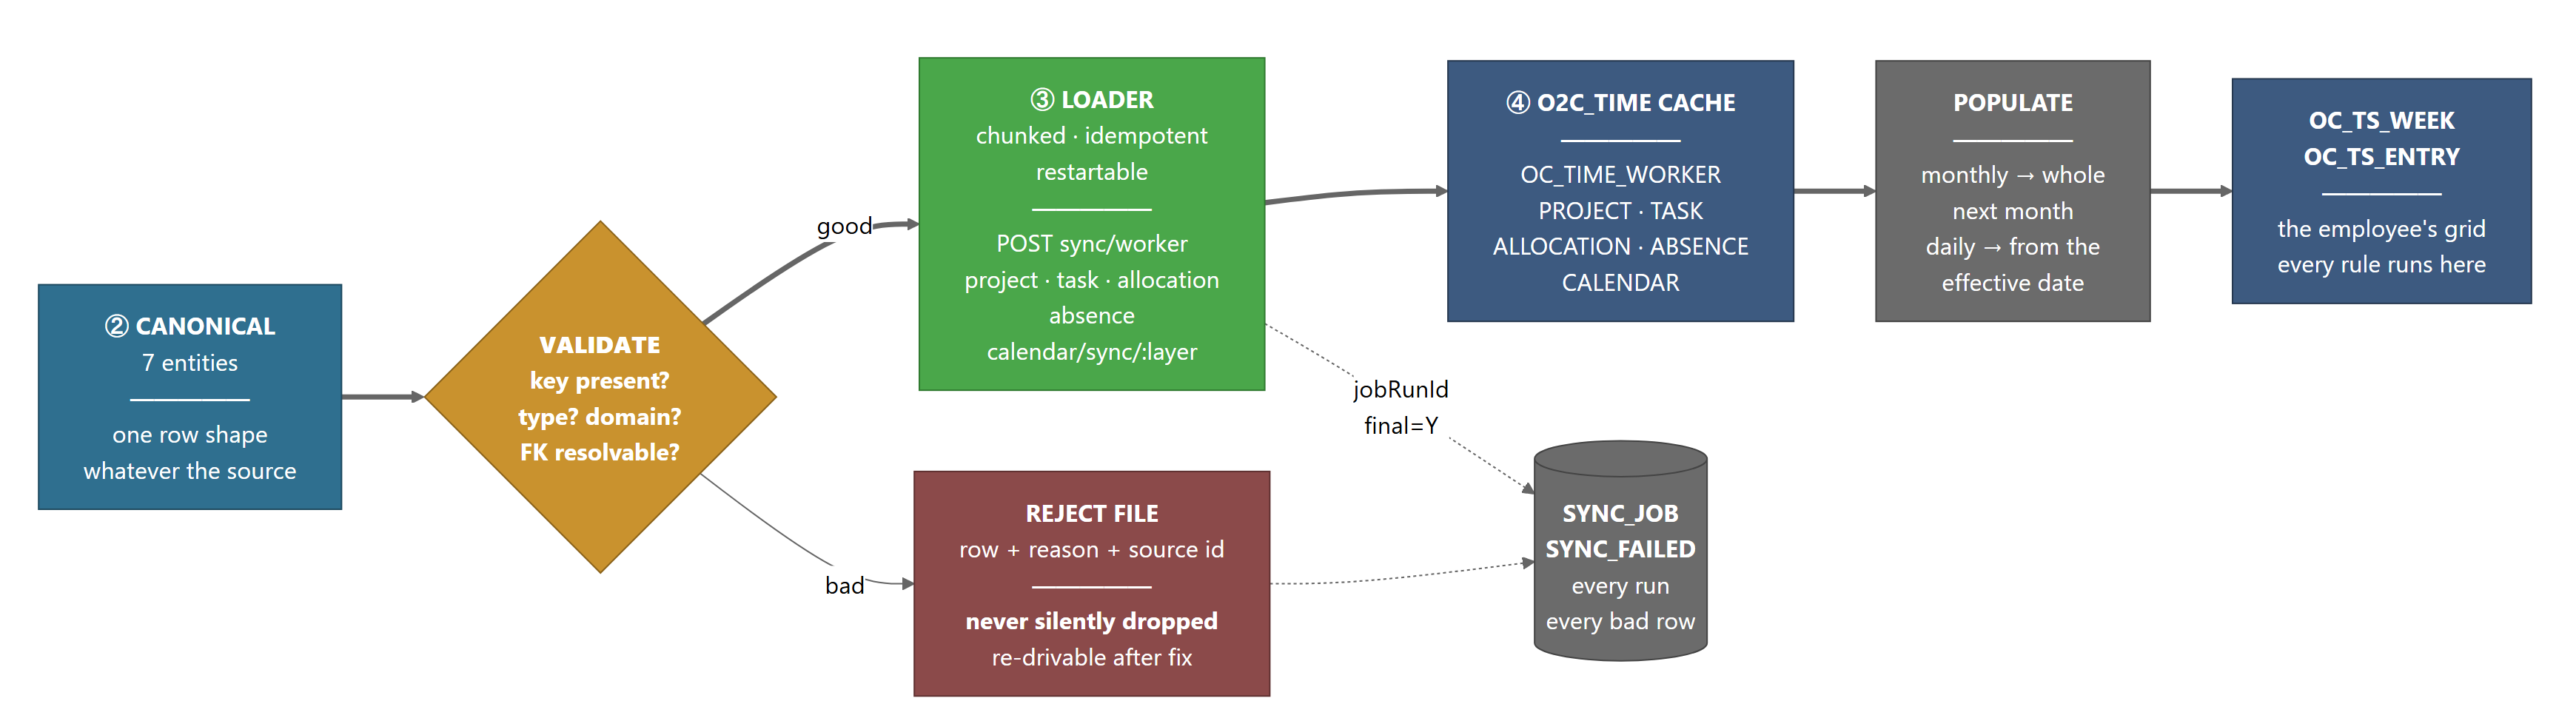 ② CANONICAL
7 entities
one row shape
whatever the source
VALIDATE
key present?
type? domain?
FK resolvable?
good
bad
③ LOADER
chunked · idempotent
restartable
POST sync/worker
project · task · allocation
absence
calendar/sync/:layer
REJECT FILE
row + reason + source id
never silently dropped
re-drivable after fix
jobRunId
final=Y
④ O2C_TIME CACHE
OC_TIME_WORKER
PROJECT · TASK
ALLOCATION · ABSENCE
CALENDAR
SYNC_JOB
SYNC_FAILED
every run
every bad row
POPULATE
monthly → whole
next month
daily → from the
effective date
OC_TS_WEEK
OC_TS_ENTRY
the employee's grid
every rule runs here